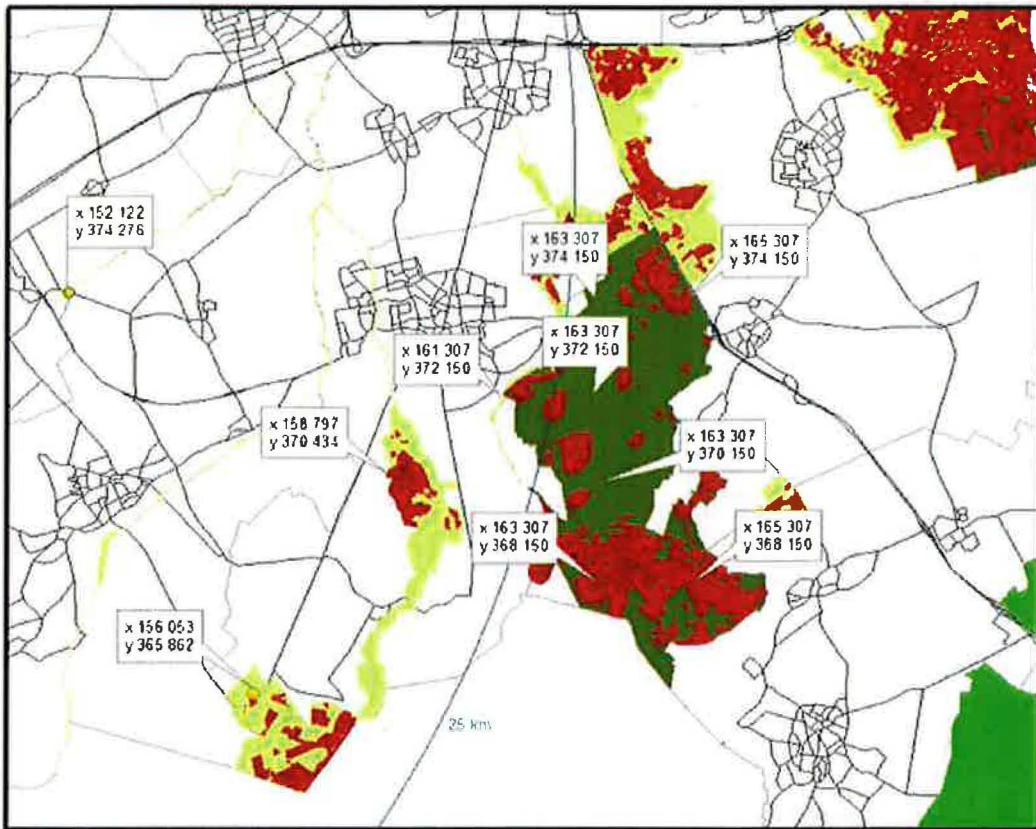 x 152 122
y 374 276
x 163 307
y 374 150
x 165 307
y 374 150
x 161 307
y 372 150
x 163 307
y 372 150
x 158 797
y 370 434
x 163 307
y 370 150
x 163 307
y 368 150
x 165 307
y 368 150
x 156 053
y 365 862
25 km